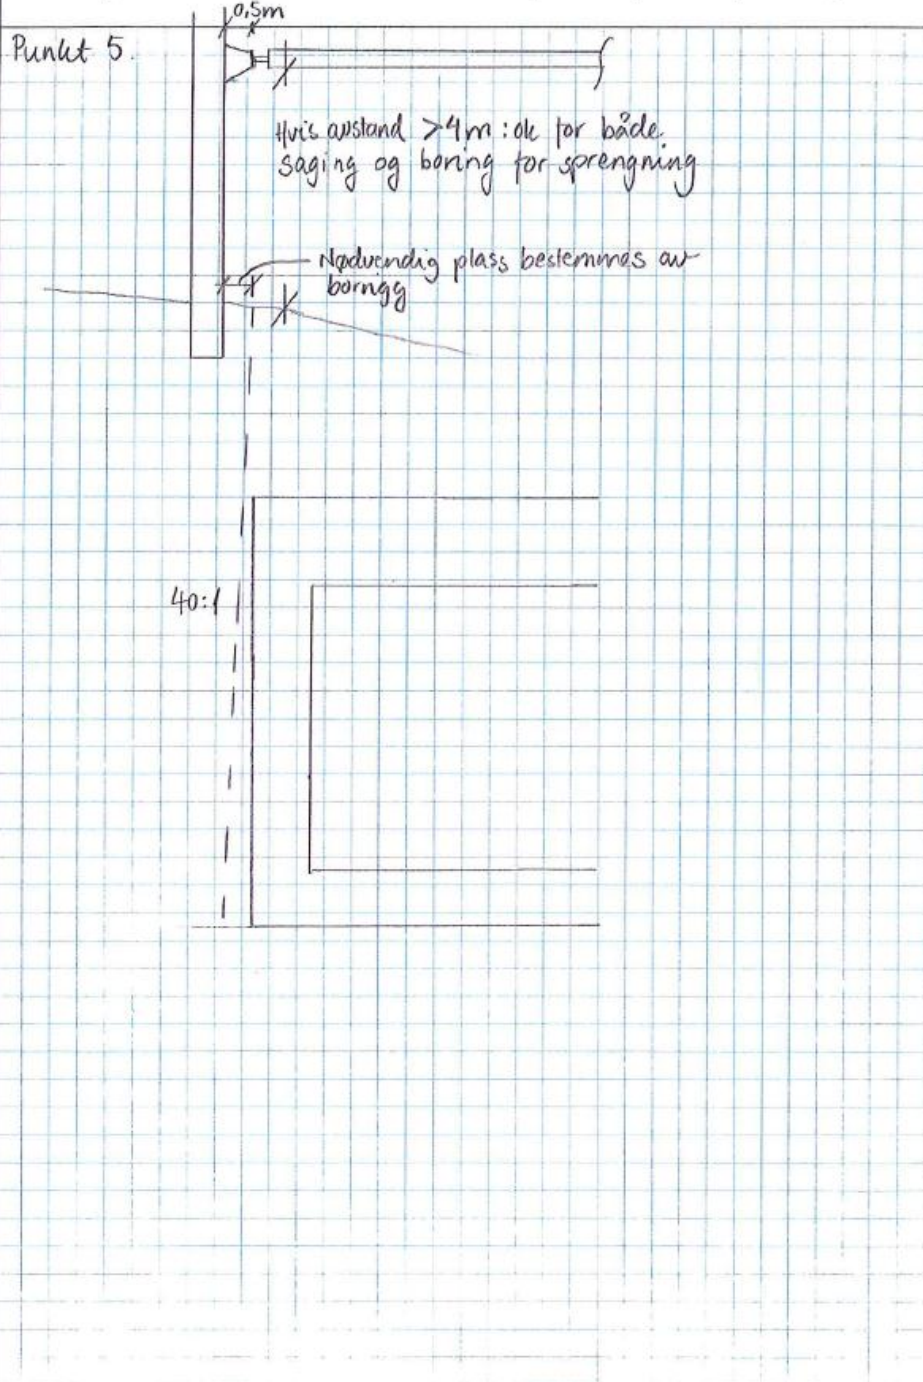 0,5m
Punkt 5.
Hvis avstand >4m : ok for både
saging og boring for sprengning
Nødvendig plass bestemmes av
borrigg
40:1